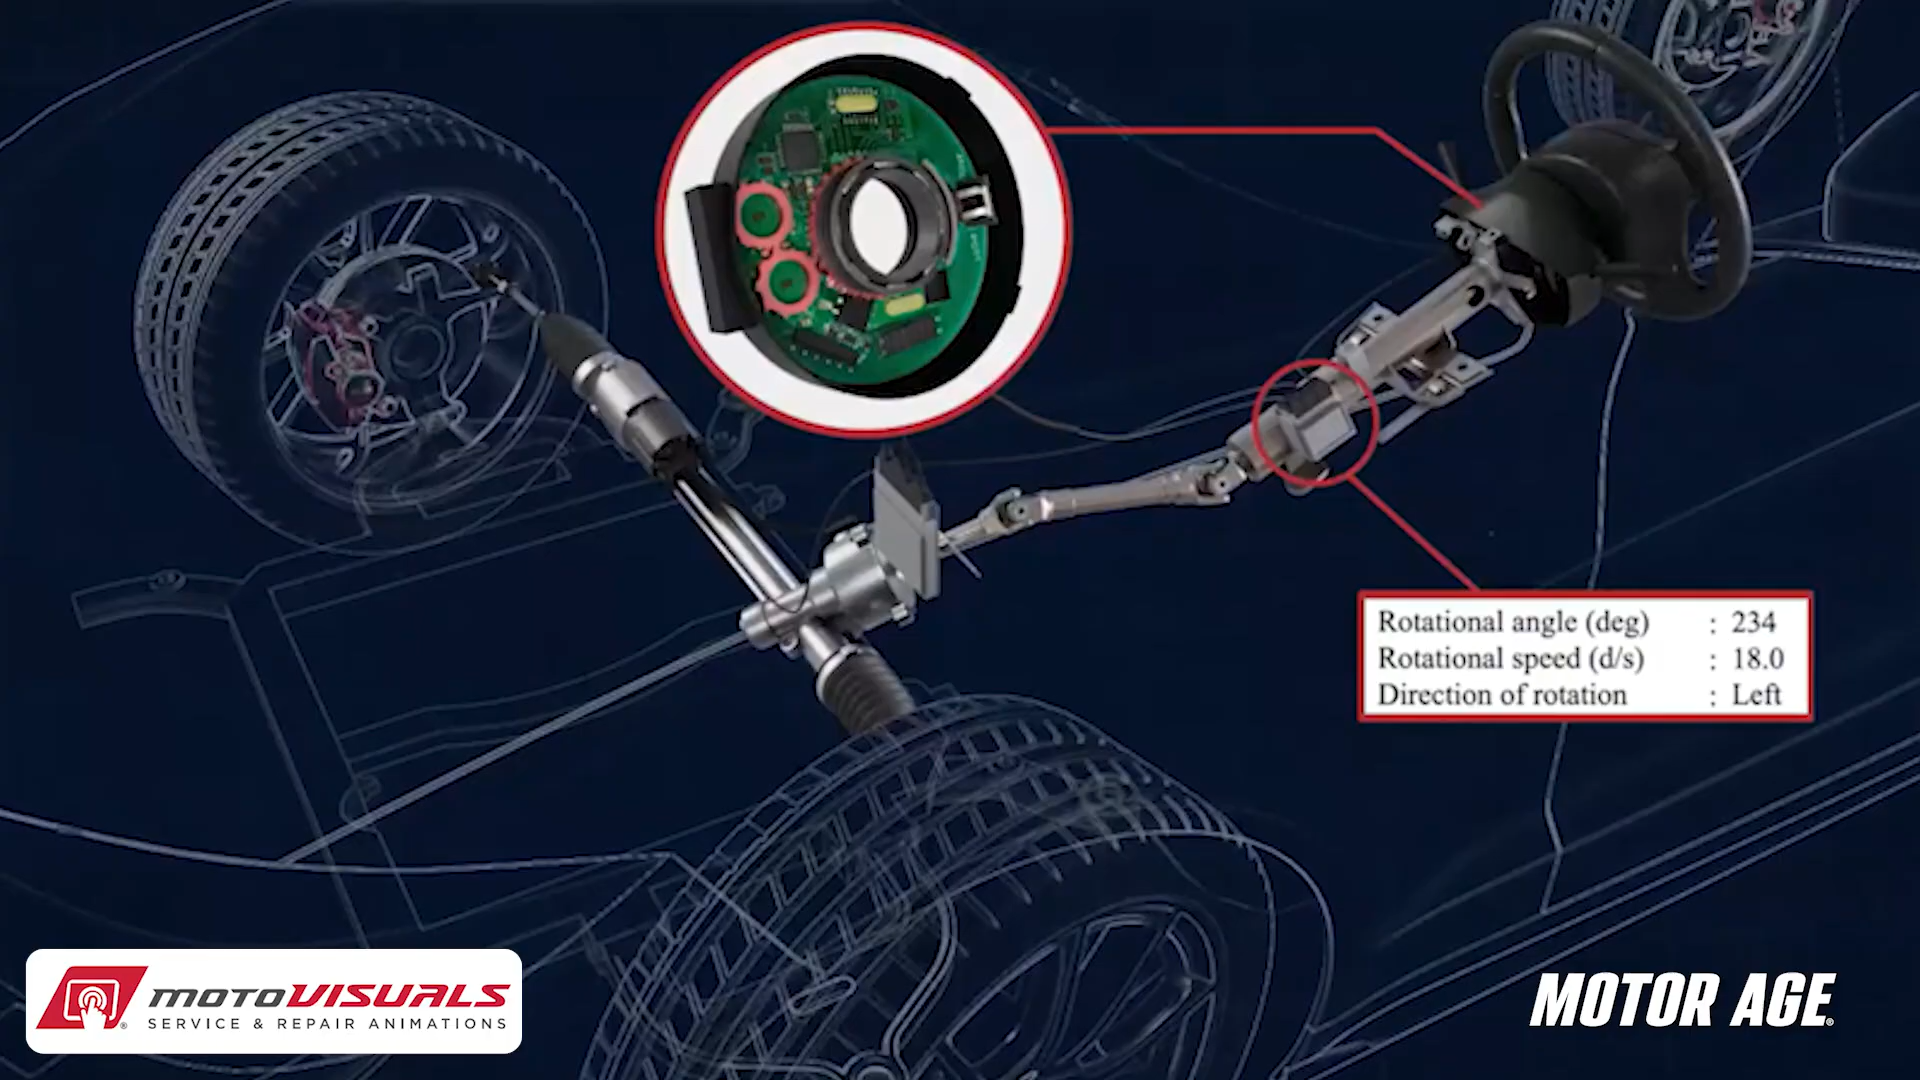 Rotational angle (deg) : 234
Rotational speed (d/s) : 18.0
Direction of rotation : Left
MOTOVISUALS
SERVICE & REPAIR ANIMATIONS
MOTOR AGE